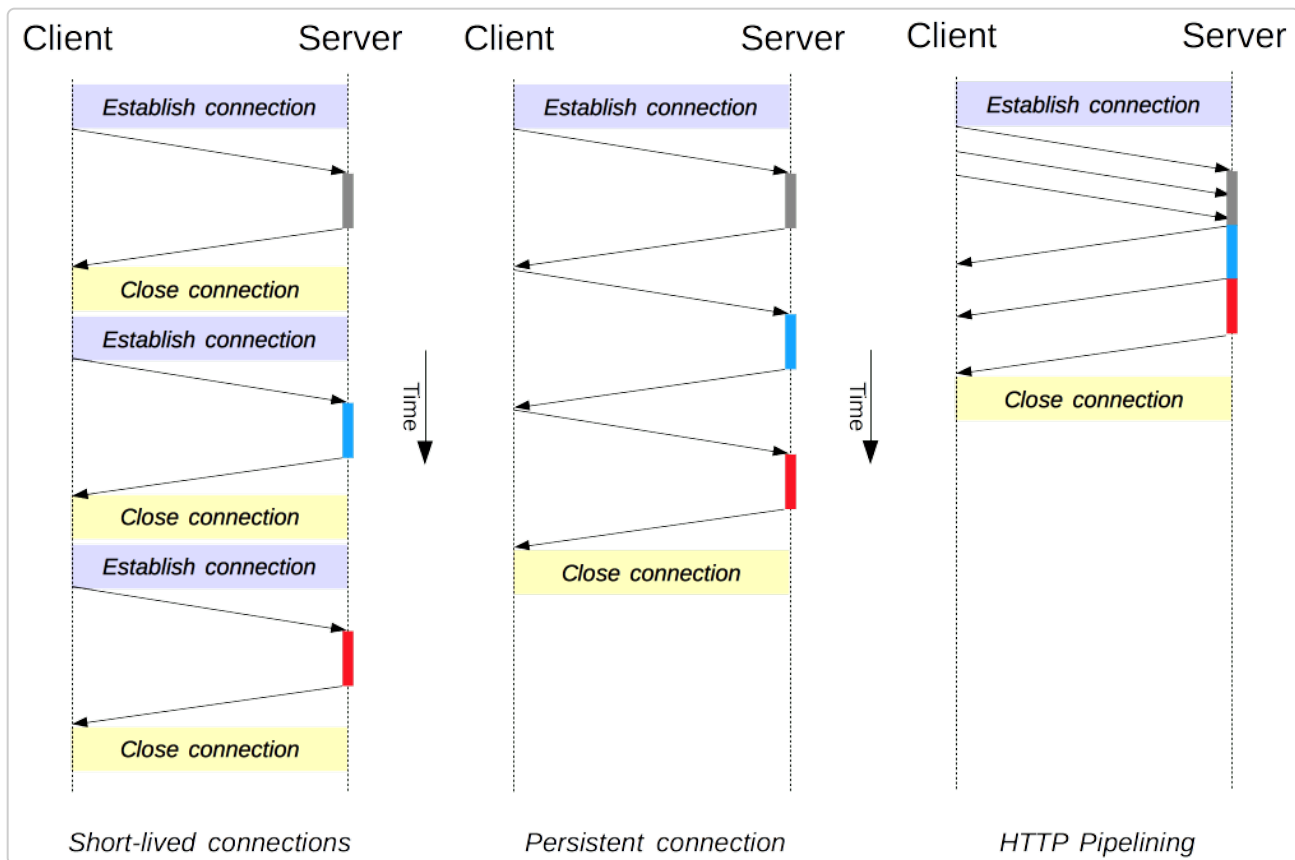 Client Server
Establish connection
Close connection
Establish connection
Close connection
Establish connection
Close connection
Short-lived connections
Time
Client Server
Establish connection
Close connection
Persistent connection
Time
Client Server
Establish connection
Close connection
HTTP Pipelining